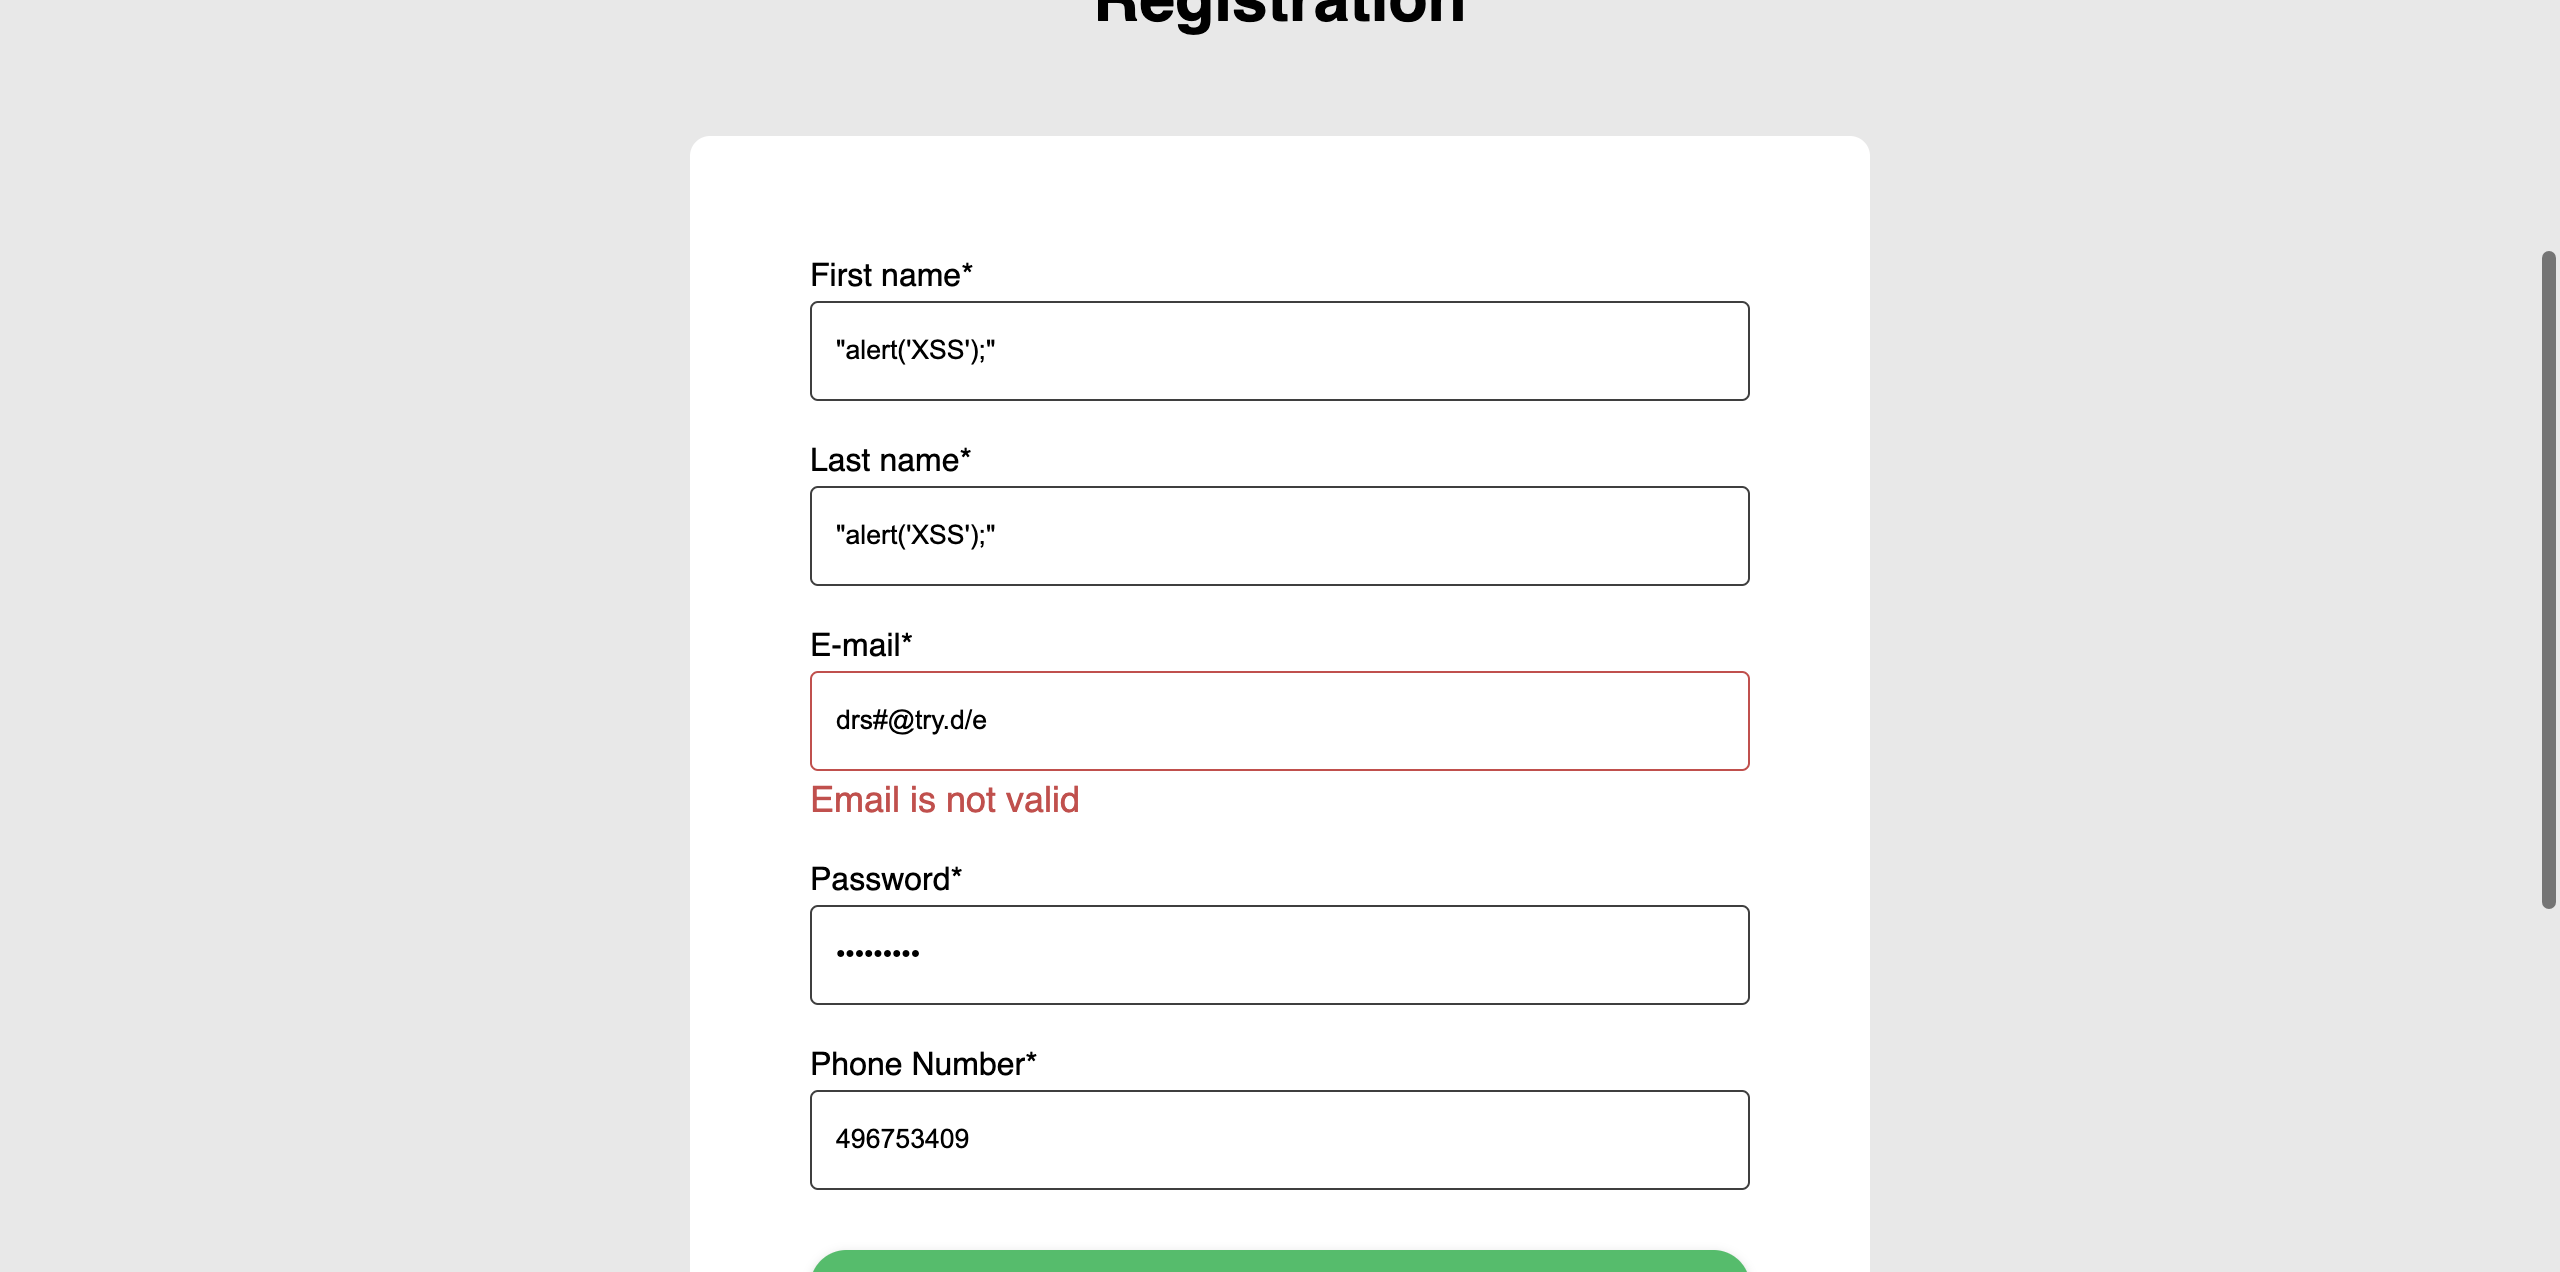 Registration
First name*
"alert('XSS');"
Last name*
"alert('XSS');"
E-mail*
drs#@try.d/e
Email is not valid
Password*
•••••••••
Phone Number*
496753409